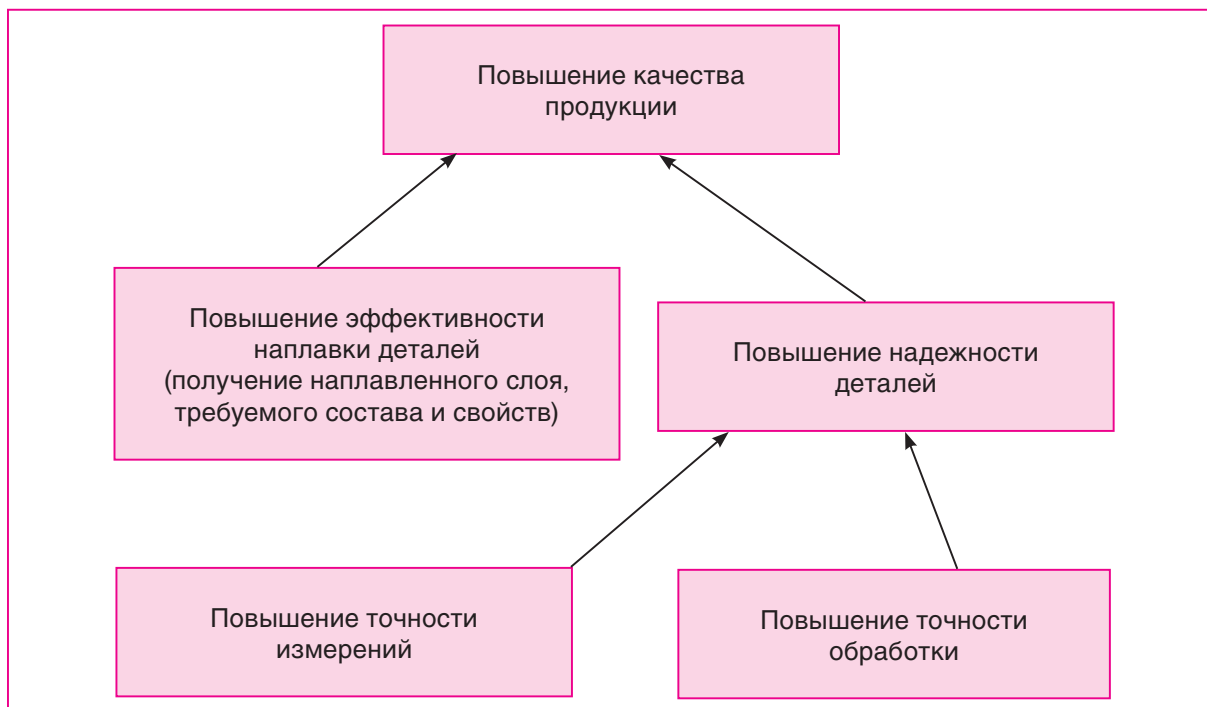 Повышение качества
продукции
Повышение эффективности
наплавки деталей
(получение наплавленного слоя,
требуемого состава и свойств)
Повышение надежности
деталей
Повышение точности
измерений
Повышение точности
обработки